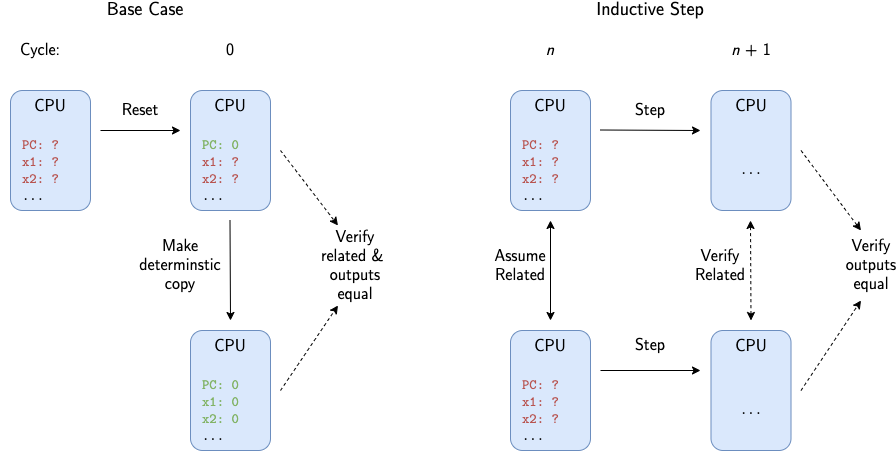 Base Case
Cycle:
0
CPU
PC: ?
x1: ?
x2: ?
...
Reset
CPU
PC: 0
x1: ?
x2: ?
...
Make
determinstic
copy
Verify
related &
outputs
equal
CPU
PC: 0
x1: 0
x2: 0
...
Inductive Step
n
n + 1
CPU
PC: ?
x1: ?
x2: ?
...
Step
CPU
...
Assume
Related
Verify
Related
Verify
outputs
equal
CPU
PC: ?
x1: ?
x2: ?
...
Step
CPU
...